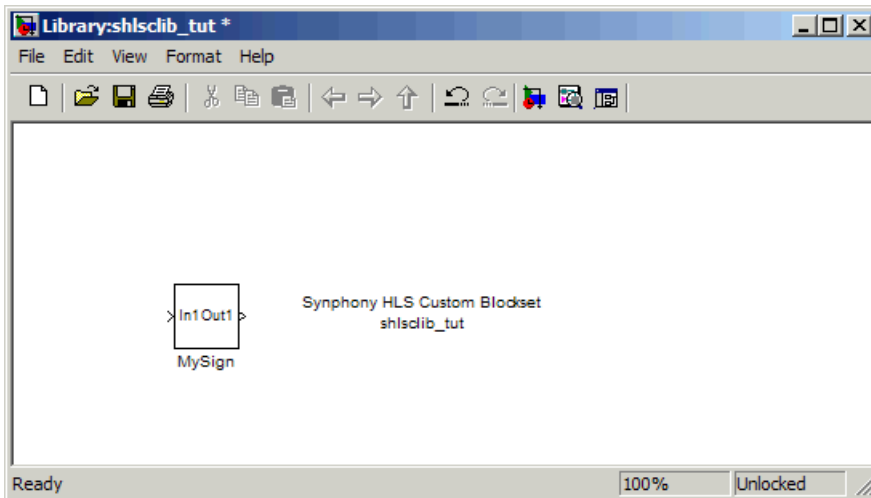 Library:shlsclib_tut *
File Edit View Format Help
Synphony HLS Custom Blockset
In1 Out1
shlsclib_tut
MySign
Ready 100% Unlocked